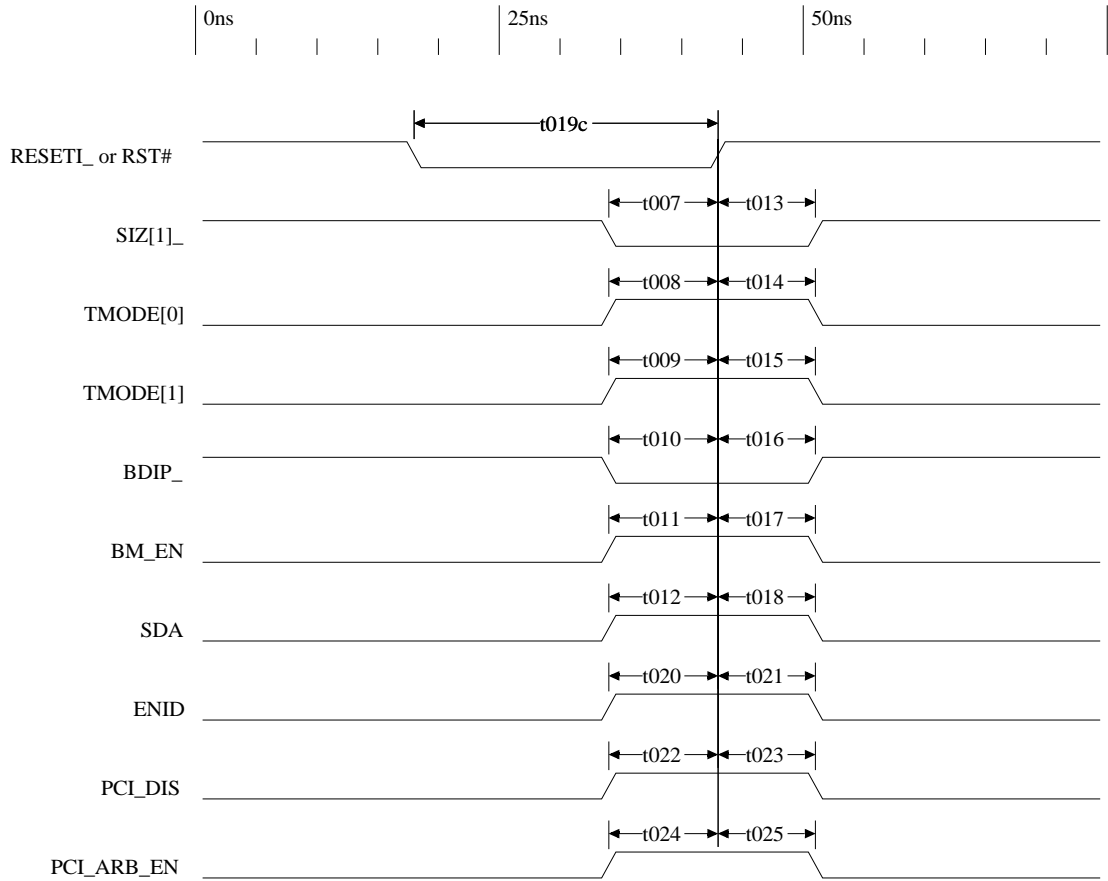 0ns 25ns 50ns
t019c
RESETI_ or RST#
t007 t013
SIZ[1]_
t008 t014
TMODE[0]
t009 t015
TMODE[1]
t010 t016
BDIP_
t011 t017
BM_EN
t012 t018
SDA
t020 t021
ENID
t022 t023
PCI_DIS
t024 t025
PCI_ARB_EN